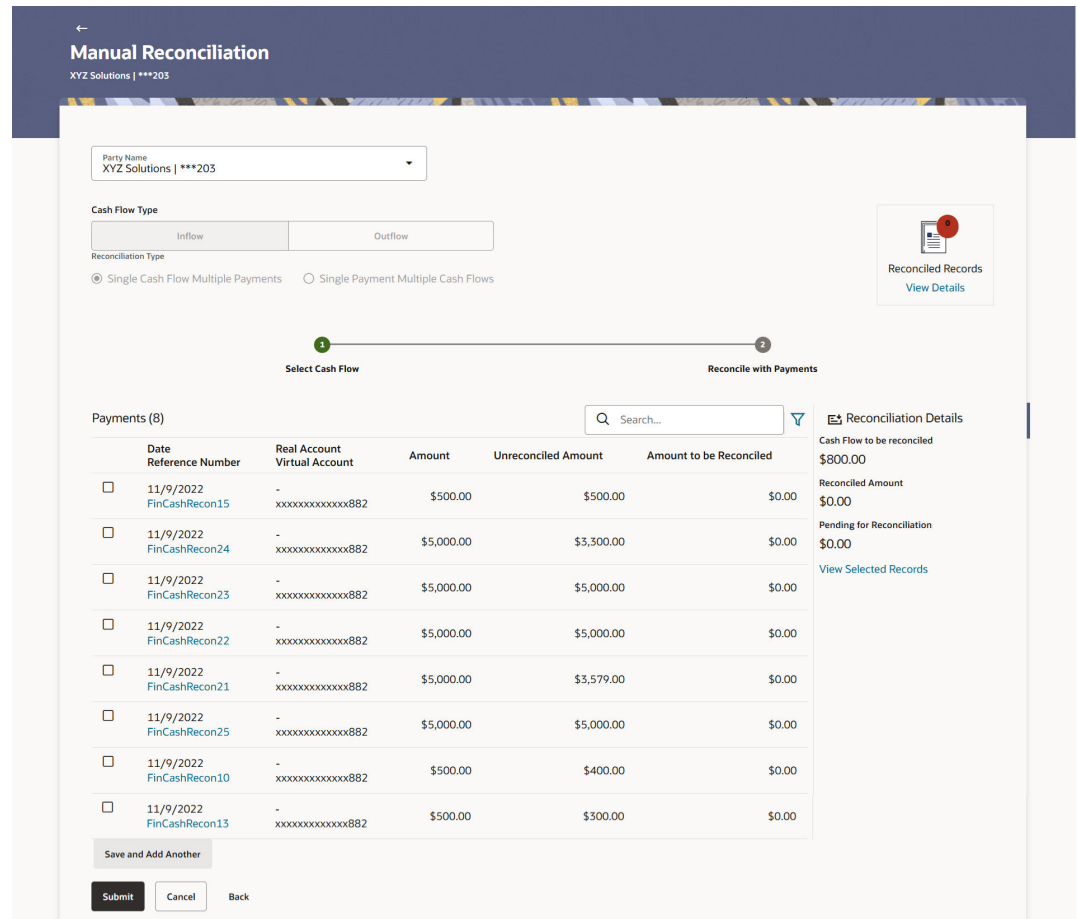 ←
Manual Reconciliation
XYZ Solutions | ***203
Party Name
XYZ Solutions | ***203
Cash Flow Type
Inflow Outflow
Reconciliation Type
Single Cash Flow Multiple Payments Single Payment Multiple Cash Flows
0
Reconciled Records
View Details
1 2
Select Cash Flow Reconcile with Payments
Payments (8) Search...
Date Real Account
Reference Number Virtual Account Amount Unreconciled Amount Amount to be Reconciled
11/9/2022 -
FinCashRecon15 xxxxxxxxxxxxx882 $500.00 $500.00 $0.00
11/9/2022 -
FinCashRecon24 xxxxxxxxxxxxx882 $5,000.00 $3,300.00 $0.00
11/9/2022 -
FinCashRecon23 xxxxxxxxxxxxx882 $5,000.00 $5,000.00 $0.00
11/9/2022 -
FinCashRecon22 xxxxxxxxxxxxx882 $5,000.00 $5,000.00 $0.00
11/9/2022 -
FinCashRecon21 xxxxxxxxxxxxx882 $5,000.00 $3,579.00 $0.00
11/9/2022 -
FinCashRecon25 xxxxxxxxxxxxx882 $5,000.00 $5,000.00 $0.00
11/9/2022 -
FinCashRecon10 xxxxxxxxxxxxx882 $500.00 $400.00 $0.00
11/9/2022 -
FinCashRecon13 xxxxxxxxxxxxx882 $500.00 $300.00 $0.00
Reconciliation Details
Cash Flow to be reconciled
$800.00
Reconciled Amount
$0.00
Pending for Reconciliation
$0.00
View Selected Records
Save and Add Another
Submit Cancel Back